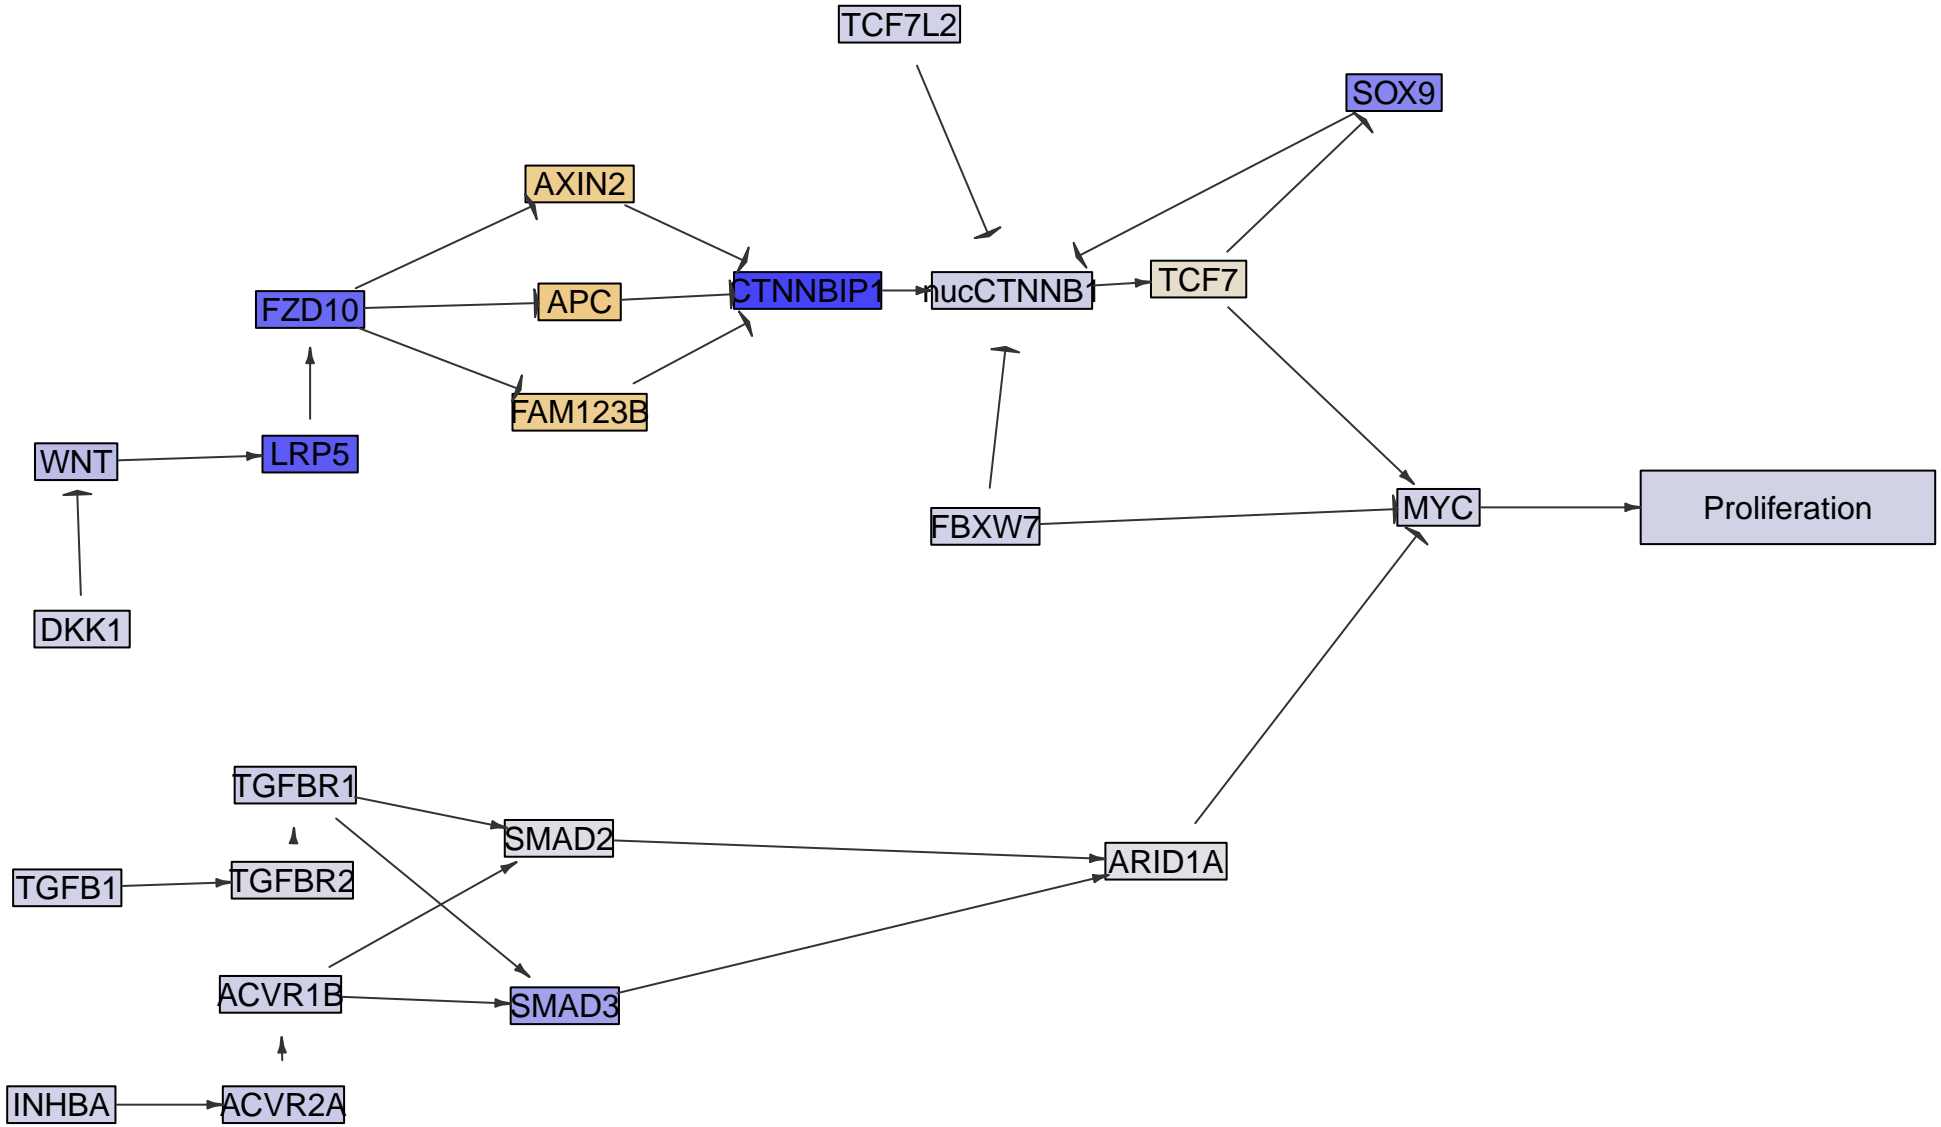 TCF7L2
SOX9
AXIN2
TCF7
CTNNBIP1
nucCTNNB1
APC
FZD10
FAM123B
LRP5
WNT
MYC
Proliferation
FBXW7
DKK1
TGFBR1
SMAD2
ARID1A
TGFBR2
TGFB1
ACVR1B
SMAD3
INHBA
ACVR2A